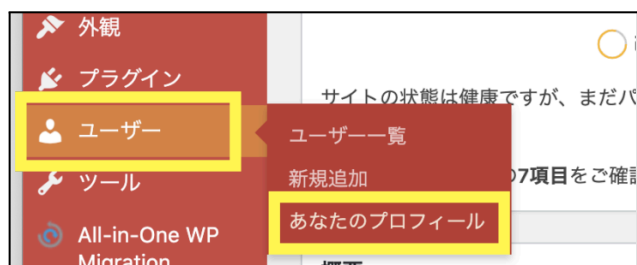 外観
プラグイン
ユーザー
ツール
All-in-One WP
Migration
ユーザー一覧
新規追加
あなたのプロフィール
サイトの状態は健康ですが、まだパ
7項目をご確認
概要